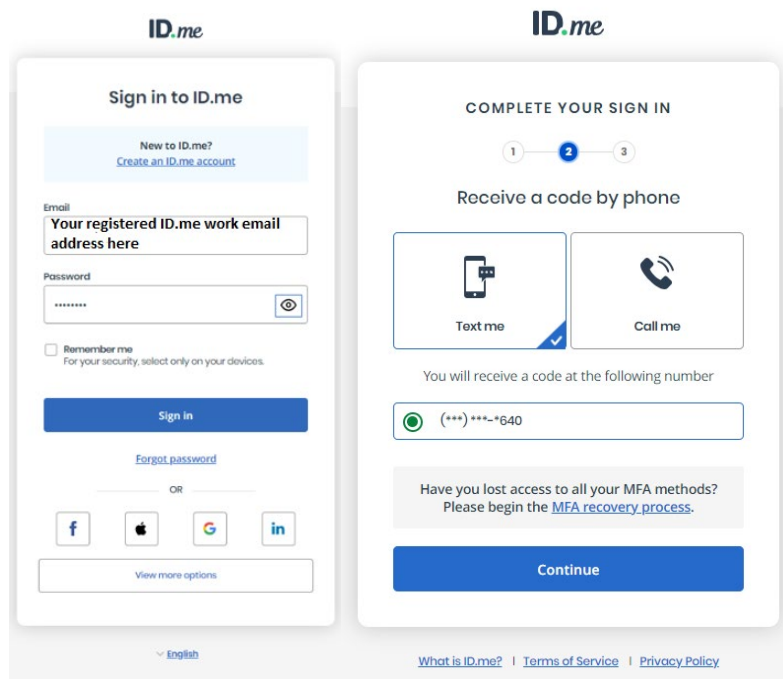 ID.me
Sign in to ID.me
New to ID.me?
Create an ID.me account
Email
Your registered ID.me work email
address here
Password
••••••••
Remember me
For your security, select only on your devices.
Sign in
Forgot password
OR
f
G
in
View more options
English
ID.me
COMPLETE YOUR SIGN IN
1
2
3
Receive a code by phone
Text me
Call me
You will receive a code at the following number
(***) ***-*640
Have you lost access to all your MFA methods?
Please begin the MFA recovery process.
Continue
What is ID.me? | Terms of Service | Privacy Policy